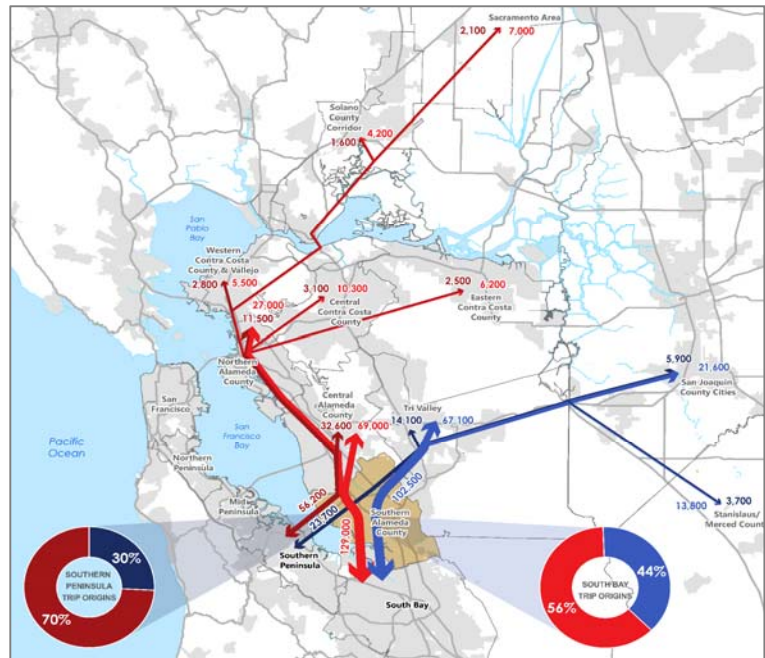 Sacramento Area
2,100 7,000
Solano
County
Corridor
1,600 4,200
San
Pablo
Bay
Western
Contra Costa
County & Vallejo
2,800 5,500
27,000
11,500
3,100 10,300
Central
Contra Costa
County
2,500 6,200
Eastern
Contra Costa
County
Northern
Alameda
County
San
Francisco
San
Francisco
Bay
Central
Alameda
County
32,600 69,000
Tri Valley
14,100 67,100
5,900 21,600
San Joaquin
County Cities
Pacific
Ocean
Northern
Peninsula
Mid
Peninsula
56,200
23,700
129,000
102,500
Southern
Alameda
County
13,800 3,700
Stanislaus/
Merced Count
Southern
Peninsula
South Bay
30%
SOUTHERN
PENINSULA
TRIP ORIGINS
70%
44%
SOUTH BAY
TRIP ORIGINS
56%